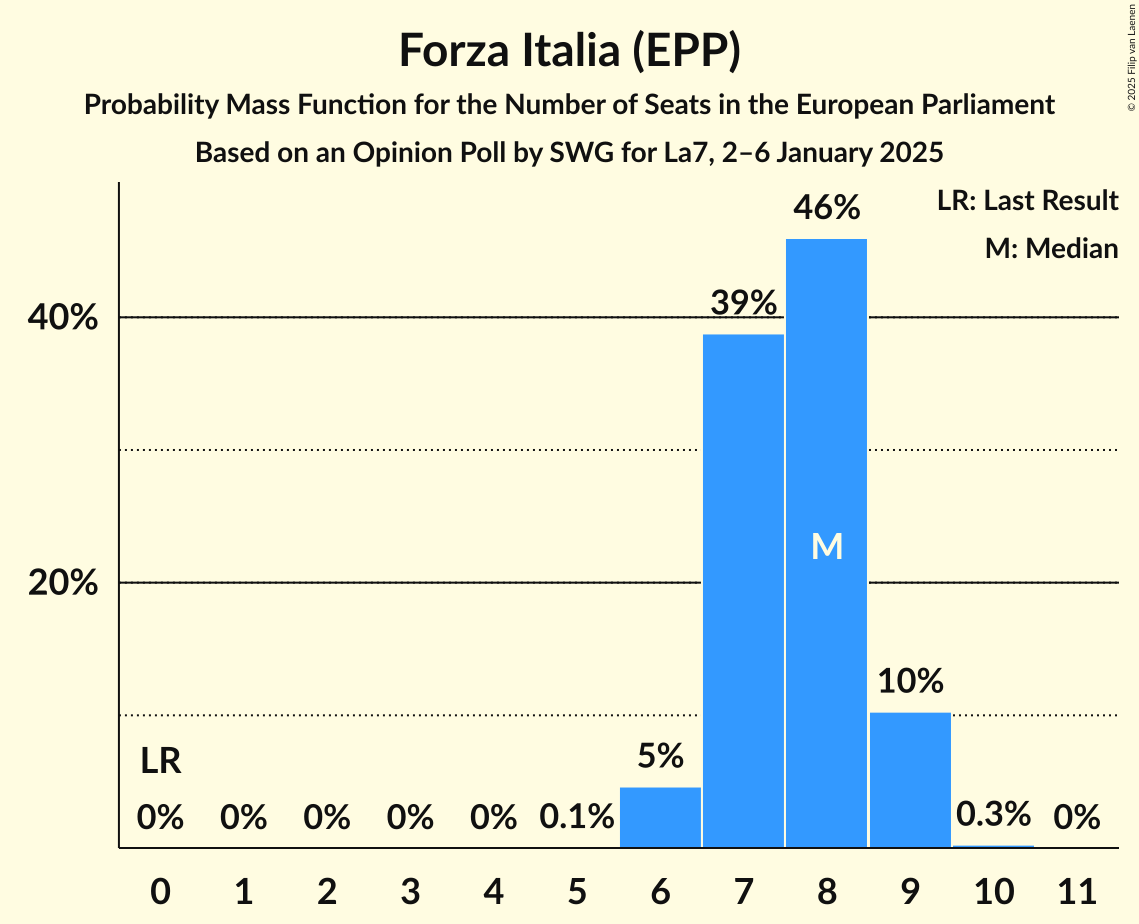 Forza Italia (EPP)
Probability Mass Function for the Number of Seats in the European Parliament
Based on an Opinion Poll by SWG for La7, 2–6 January 2025
© 2025 Filip van Laenen
LR: Last Result
M: Median
46%
39%
40%
M
20%
10%
5%
LR
0% 0% 0% 0% 0% 0.1% 0.3% 0%
0 1 2 3 4 5 6 7 8 9 10 11